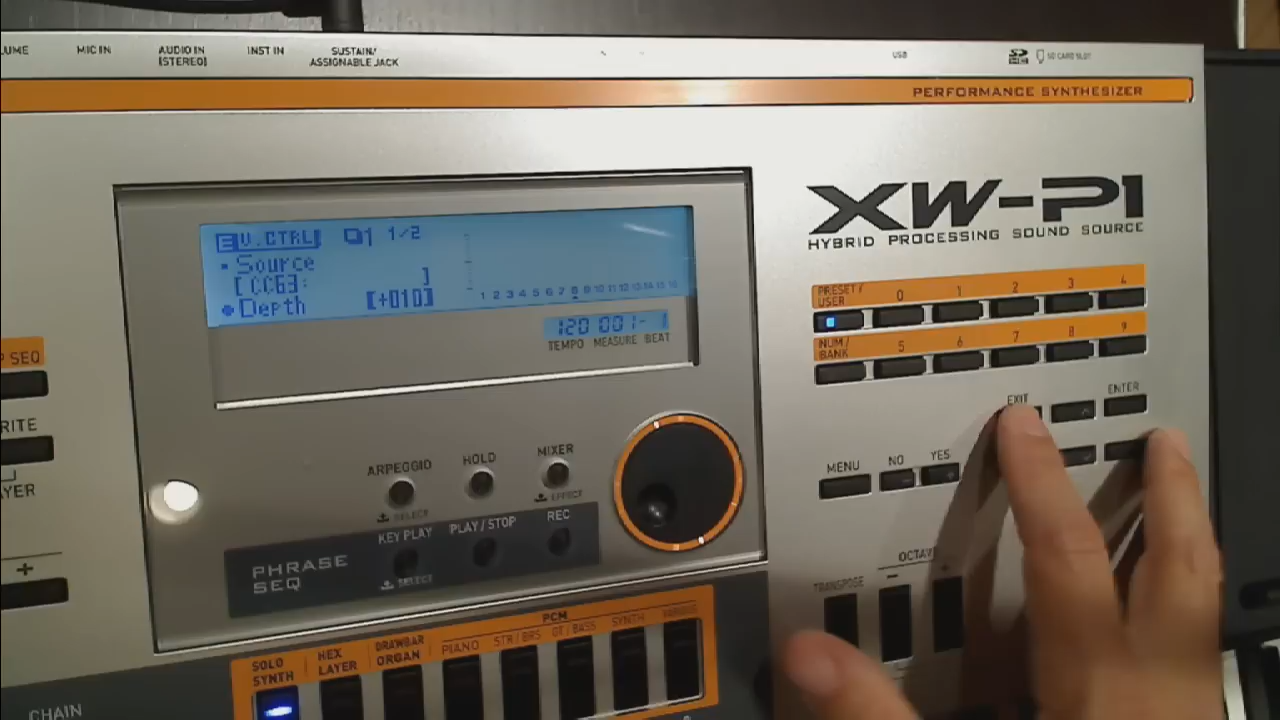 LUME
MIC IN
AUDIO IN
(STEREO)
INST IN
SUSTAIN/
ASSIGNABLE JACK
USB
SD CARD SLOT
PERFORMANCE SYNTHESIZER
XW-P1
HYBRID PROCESSING SOUND SOURCE
E V.CTRL 1 1/2
Source
[CC63: ]
Depth [+010]
1 2 3 4 5 6 7 8 9 10 11 12 13 14 15 16
120 001-1
TEMPO MEASURE BEAT
PRESET/
USER
0 1 2 3 4
NUM/
BANK
5 6 7 8 9
P SEQ
RITE
AYER
+
EXIT
ENTER
MENU
NO
YES
ARPEGGIO
HOLD
MIXER
SELECT
EFFECT
KEY PLAY
PLAY/STOP
REC
SELECT
PHRASE
SEQ
OCTAV
- +
TRANSPOSE
SOLO
SYNTH
HEX
LAYER
DRAWBAR
ORGAN
PCM
PIANO
STR/BRS
GT/BASS
SYNTH
VARIOUS
CHAIN